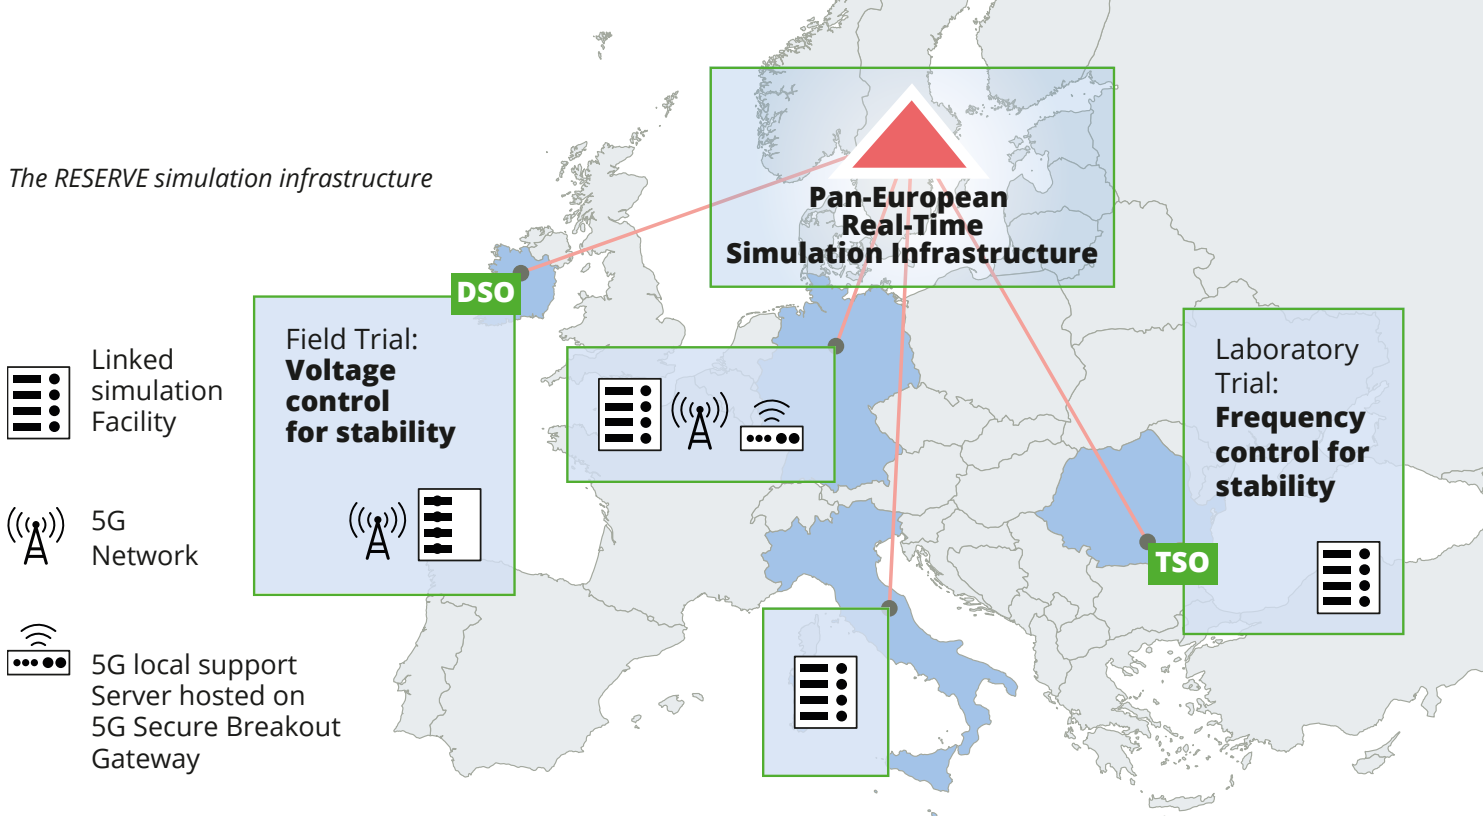 The RESERVE simulation infrastructure
Pan-European
Real-Time
Simulation Infrastructure
DSO
Field Trial:
Voltage
control
for stability
Laboratory
Trial:
Frequency
control for
stability
TSO
Linked
simulation
Facility
5G
Network
5G local support
Server hosted on
5G Secure Breakout
Gateway